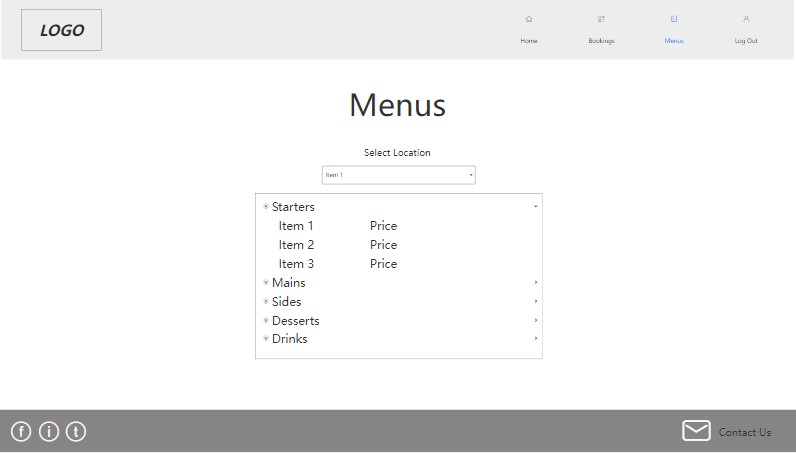 LOGO
Home Bookings Menus Log Out
Menus
Select Location
Item 1
Starters
Item 1 Price
Item 2 Price
Item 3 Price
Mains
Sides
Desserts
Drinks
f i t Contact Us